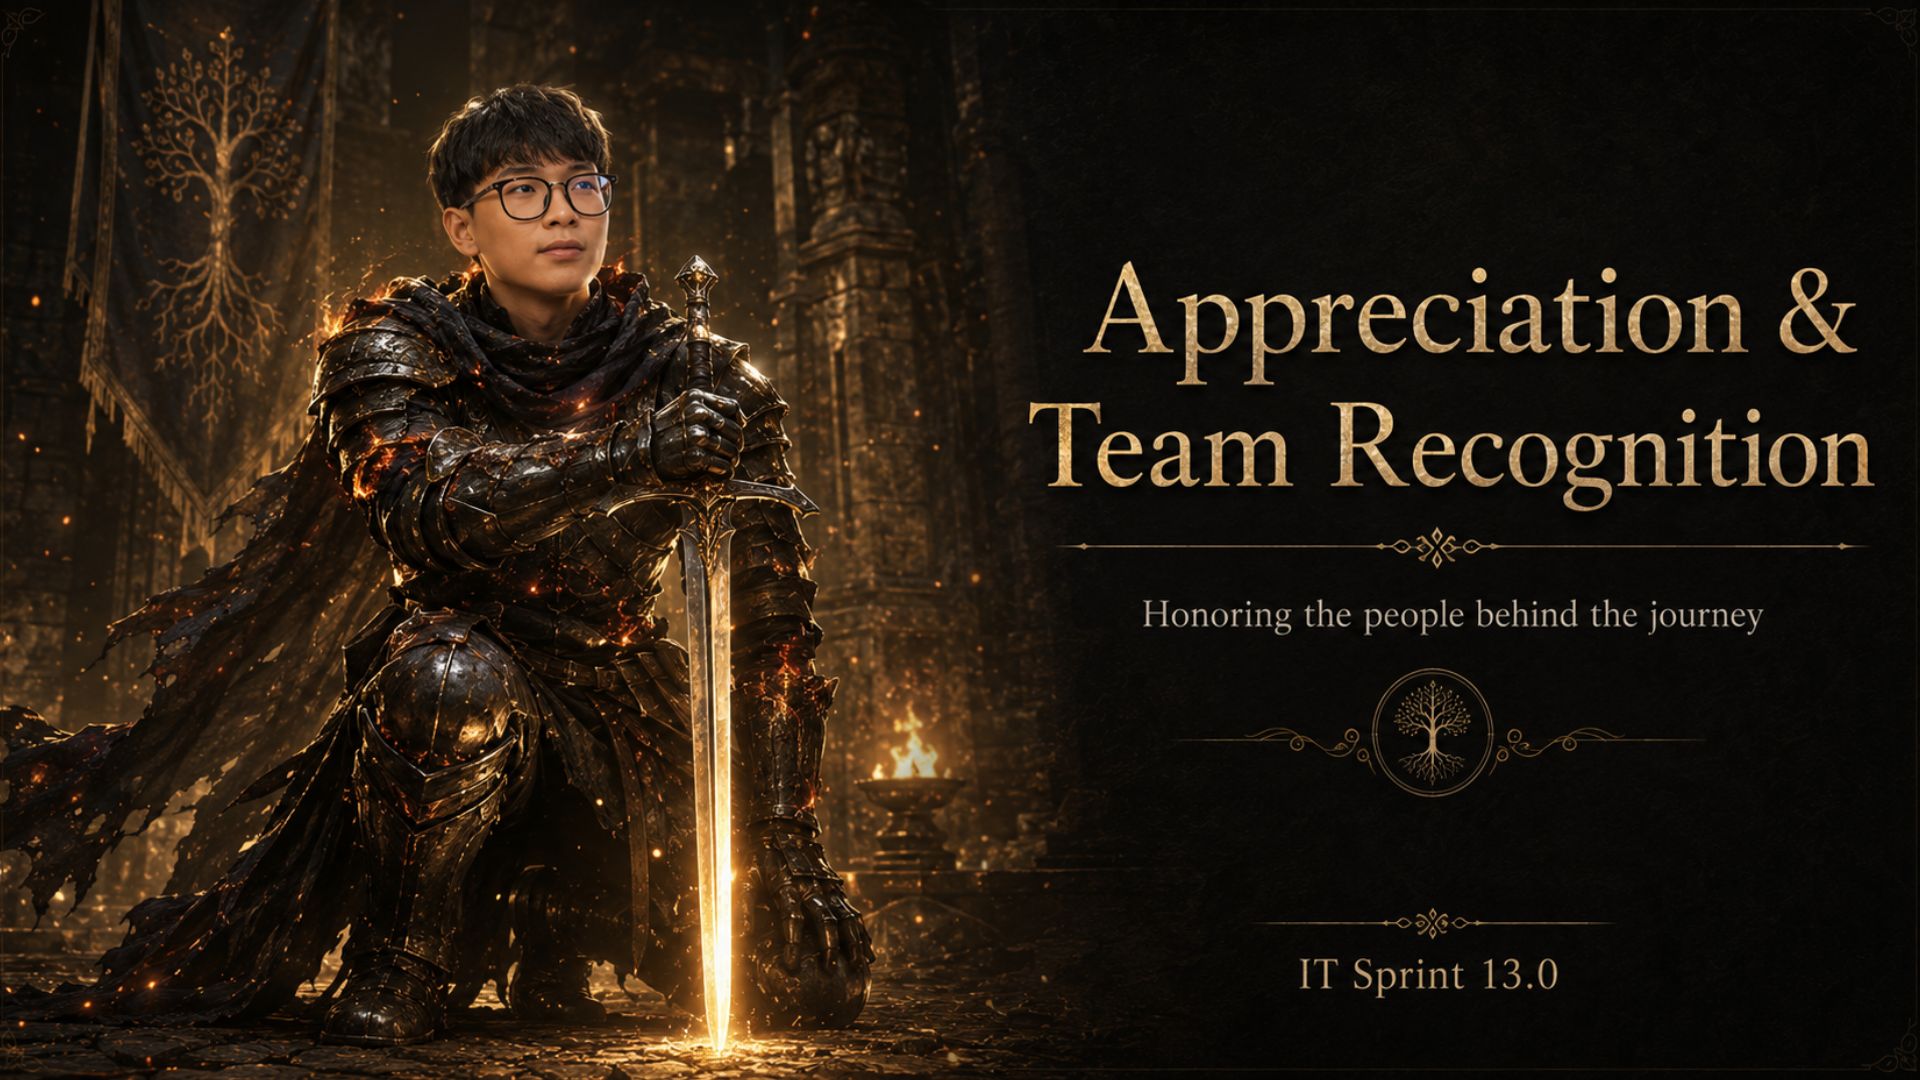 Appreciation &
Team Recognition
Honoring the people behind the journey
IT Sprint 13.0